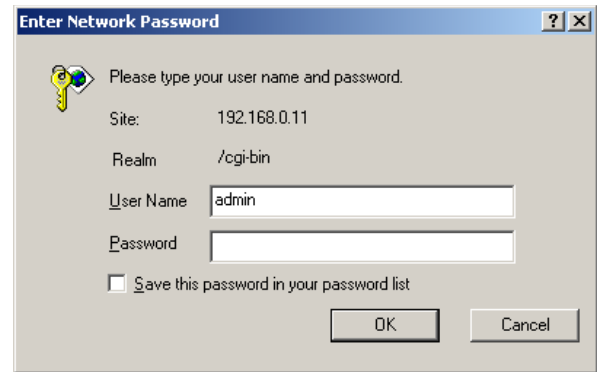 Enter Network Password
Please type your user name and password.
Site: 192.168.0.11
Realm /cgi-bin
User Name admin
Password
Save this password in your password list
OK Cancel